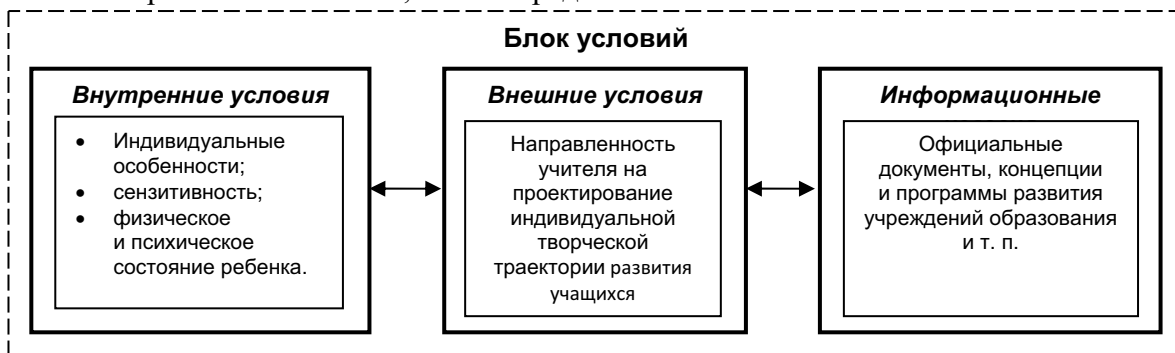 Блок условий
Внутренние условия
• Индивидуальные
особенности;
• сензитивность;
• физическое
и психическое
состояние ребенка.
Внешние условия
Направленность
учителя на
проектирование
индивидуальной
творческой
траектории развития
учащихся
Информационные
Официальные
документы, концепции
и программы развития
учреждений образования
и т. п.